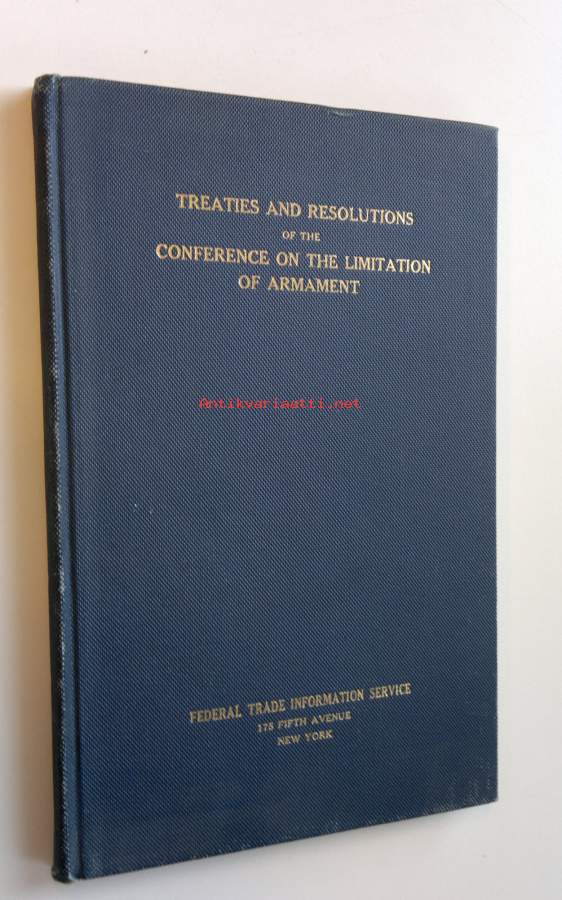 TREATIES AND RESOLUTIONS
OF THE
CONFERENCE ON THE LIMITATION
OF ARMAMENT
Antikvariaatti.net
FEDERAL TRADE INFORMATION SERVICE
175 FIFTH AVENUE
NEW YORK